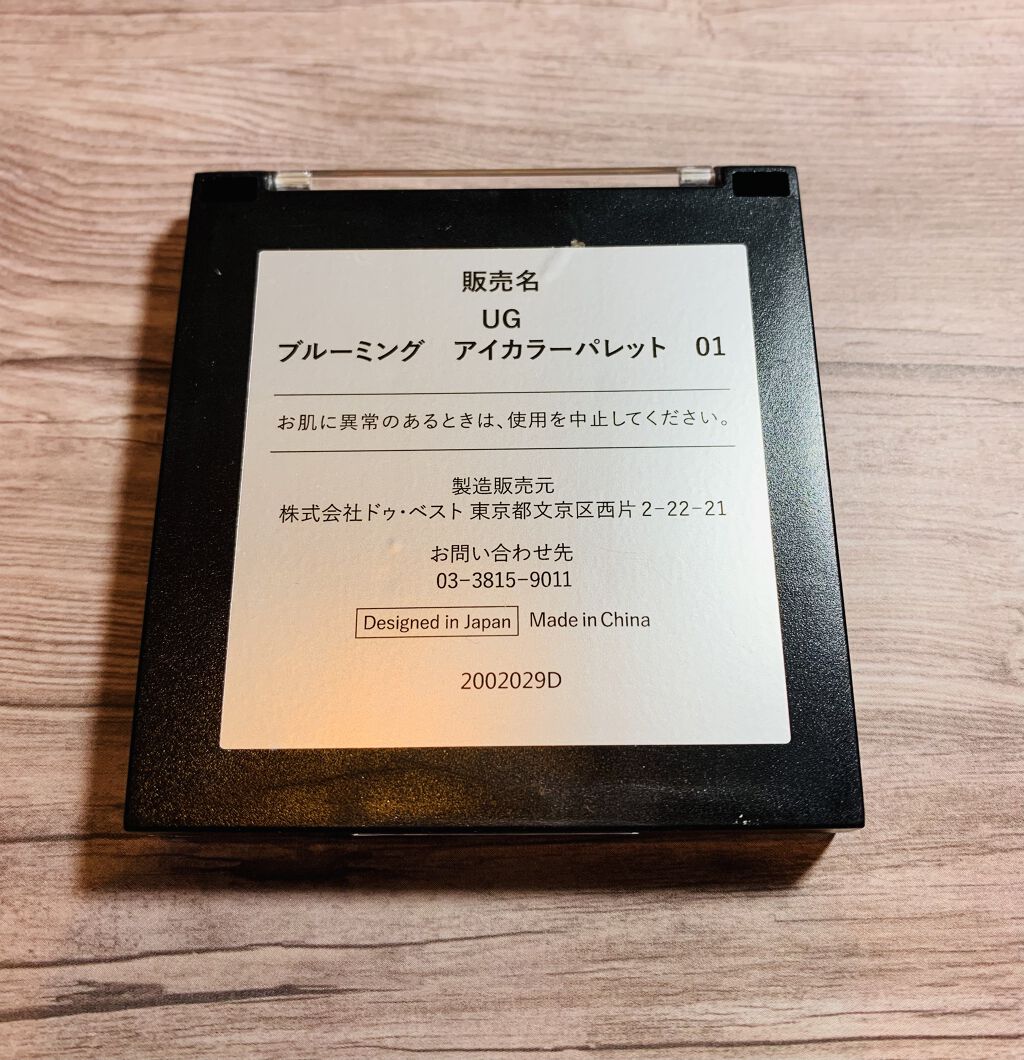 販売名
UG
ブルーミング　アイカラーパレット　01
お肌に異常のあるときは、使用を中止してください。
製造販売元
株式会社ドゥ・ベスト 東京都文京区西片 2-22-21
お問い合わせ先
03-3815-9011
Designed in Japan Made in China
2002029D